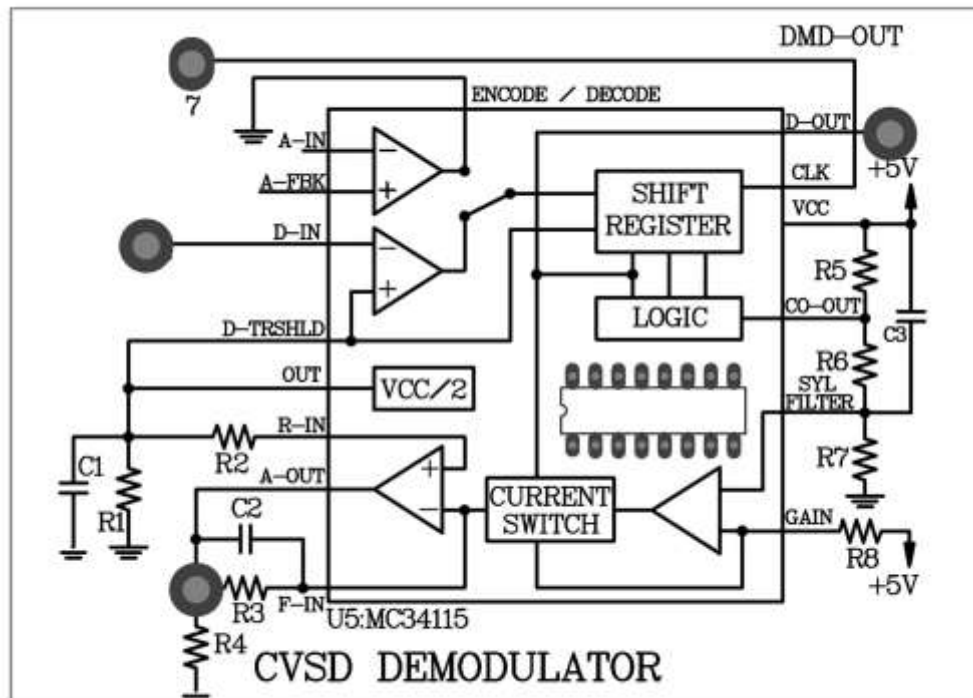 DMD-OUT
7
ENCODE / DECODE
A-IN
D-OUT
+5V
A-FBK
SHIFT
REGISTER
CLK
VCC
D-IN
R5
D-TRSHLD
LOGIC
CO-OUT
C3
OUT
VCC/2
R6
SYL
FILTER
R-IN
R2
C1
A-OUT
R7
R1
C2
CURRENT
SWITCH
GAIN
R8
+5V
R3
F-IN
U5:MC34115
R4
CVSD DEMODULATOR